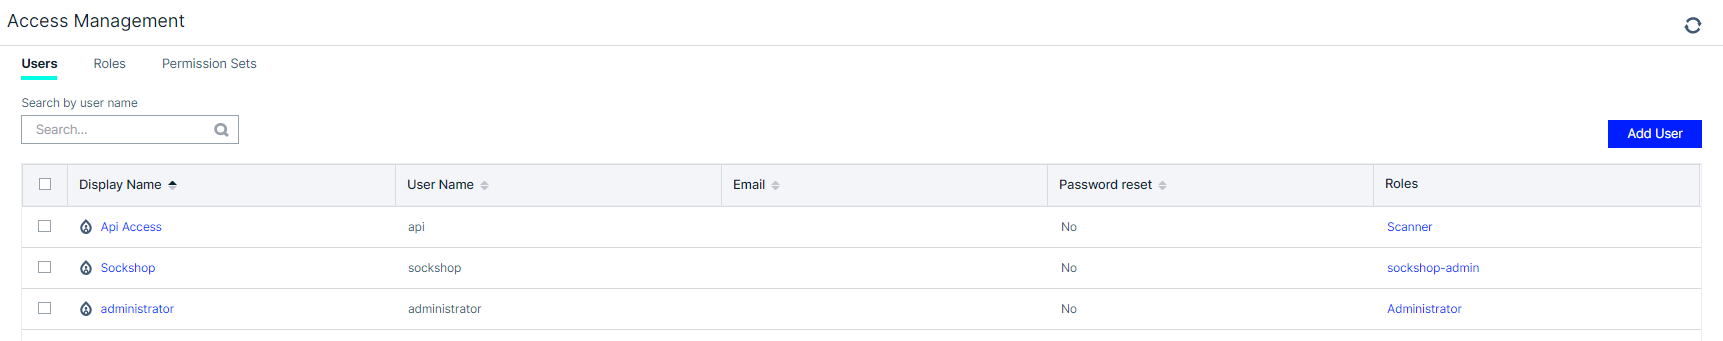 Access Management
Users Roles Permission Sets
Search by user name
Search...
Add User
Display Name User Name Email Password reset Roles
Api Access api No Scanner
Sockshop sockshop No sockshop-admin
administrator administrator No Administrator